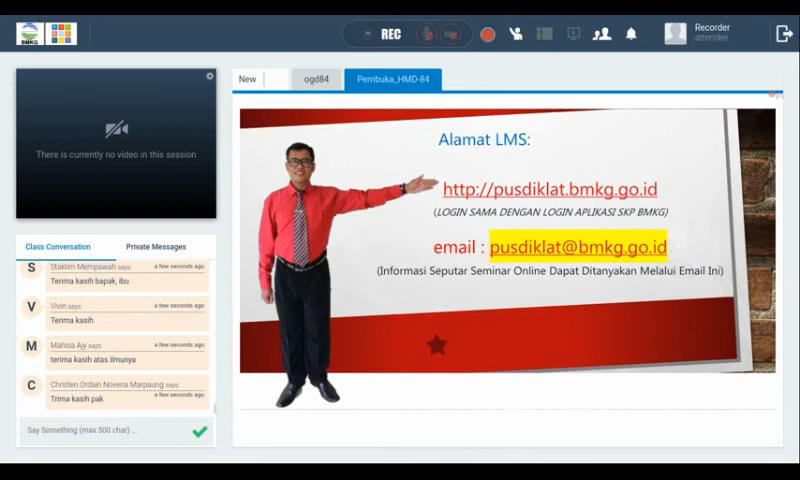 BMKG
REC
Recorder
attendee
New
ogd84
Pembuka_HMD-84
There is currently no video in this session
Class Conversation
Private Messages
S
Staklim Mempawah says:
a few seconds ago
Terima kasih bapak, ibu
V
Vivin says:
a few seconds ago
Terima kasih
M
Mahisa Ajy says:
a few seconds ago
terima kasih atas ilmunya
C
Christen Ordain Novena Marpaung says:
a few seconds ago
Trima kasih pak
Say Something (max 500 char) ...
Alamat LMS:
http://pusdiklat.bmkg.go.id
(LOGIN SAMA DENGAN LOGIN APLIKASI SKP BMKG)
email : pusdiklat@bmkg.go.id
(Informasi Seputar Seminar Online Dapat Ditanyakan Melalui Email Ini)